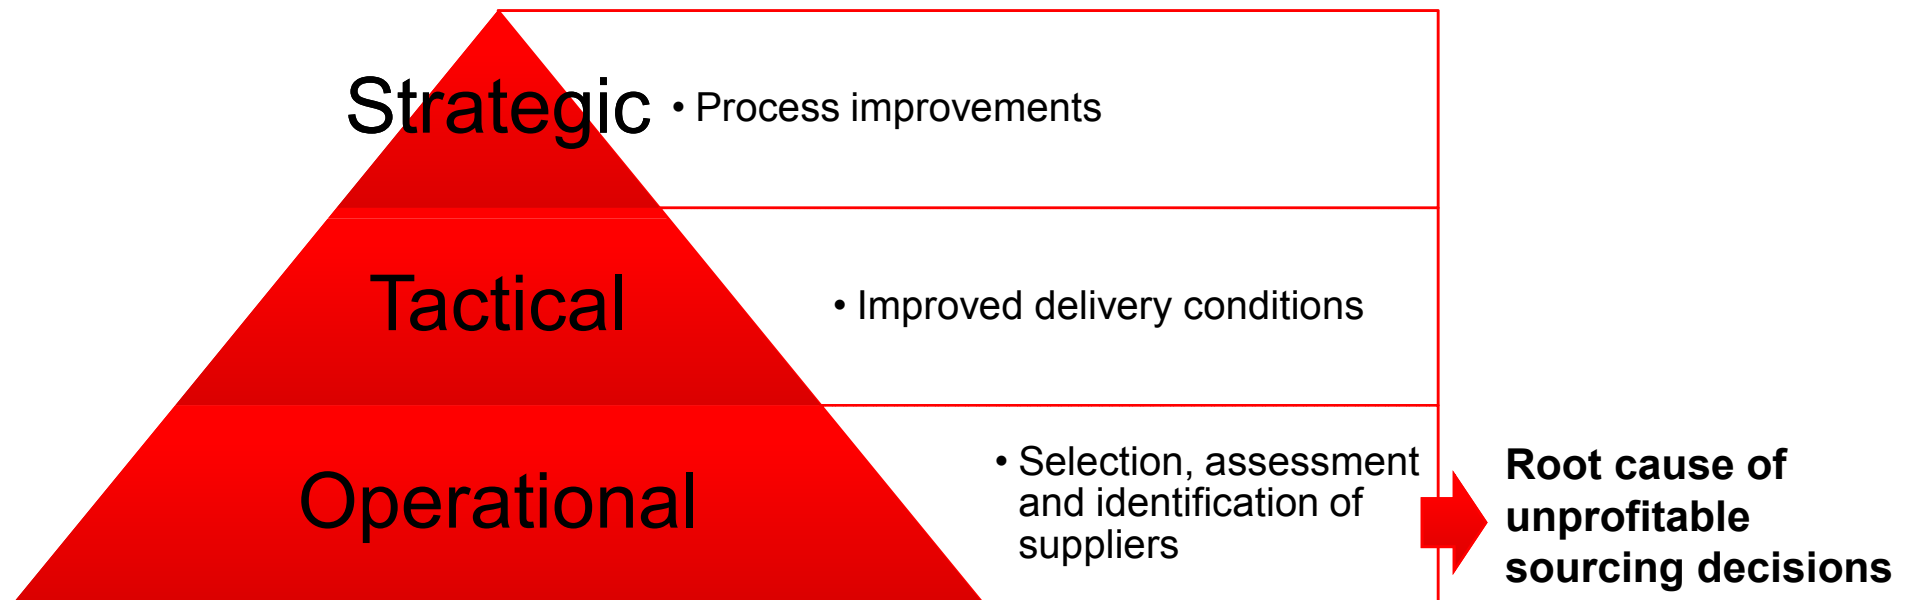 Strategic
• Process improvements
Tactical
• Improved delivery conditions
Operational
• Selection, assessment
and identification of
suppliers
Root cause of
unprofitable
sourcing decisions